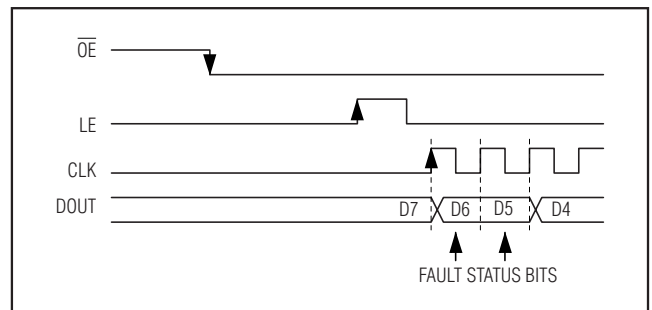 OE
LE
CLK
DOUT D7 D6 D5 D4
FAULT STATUS BITS